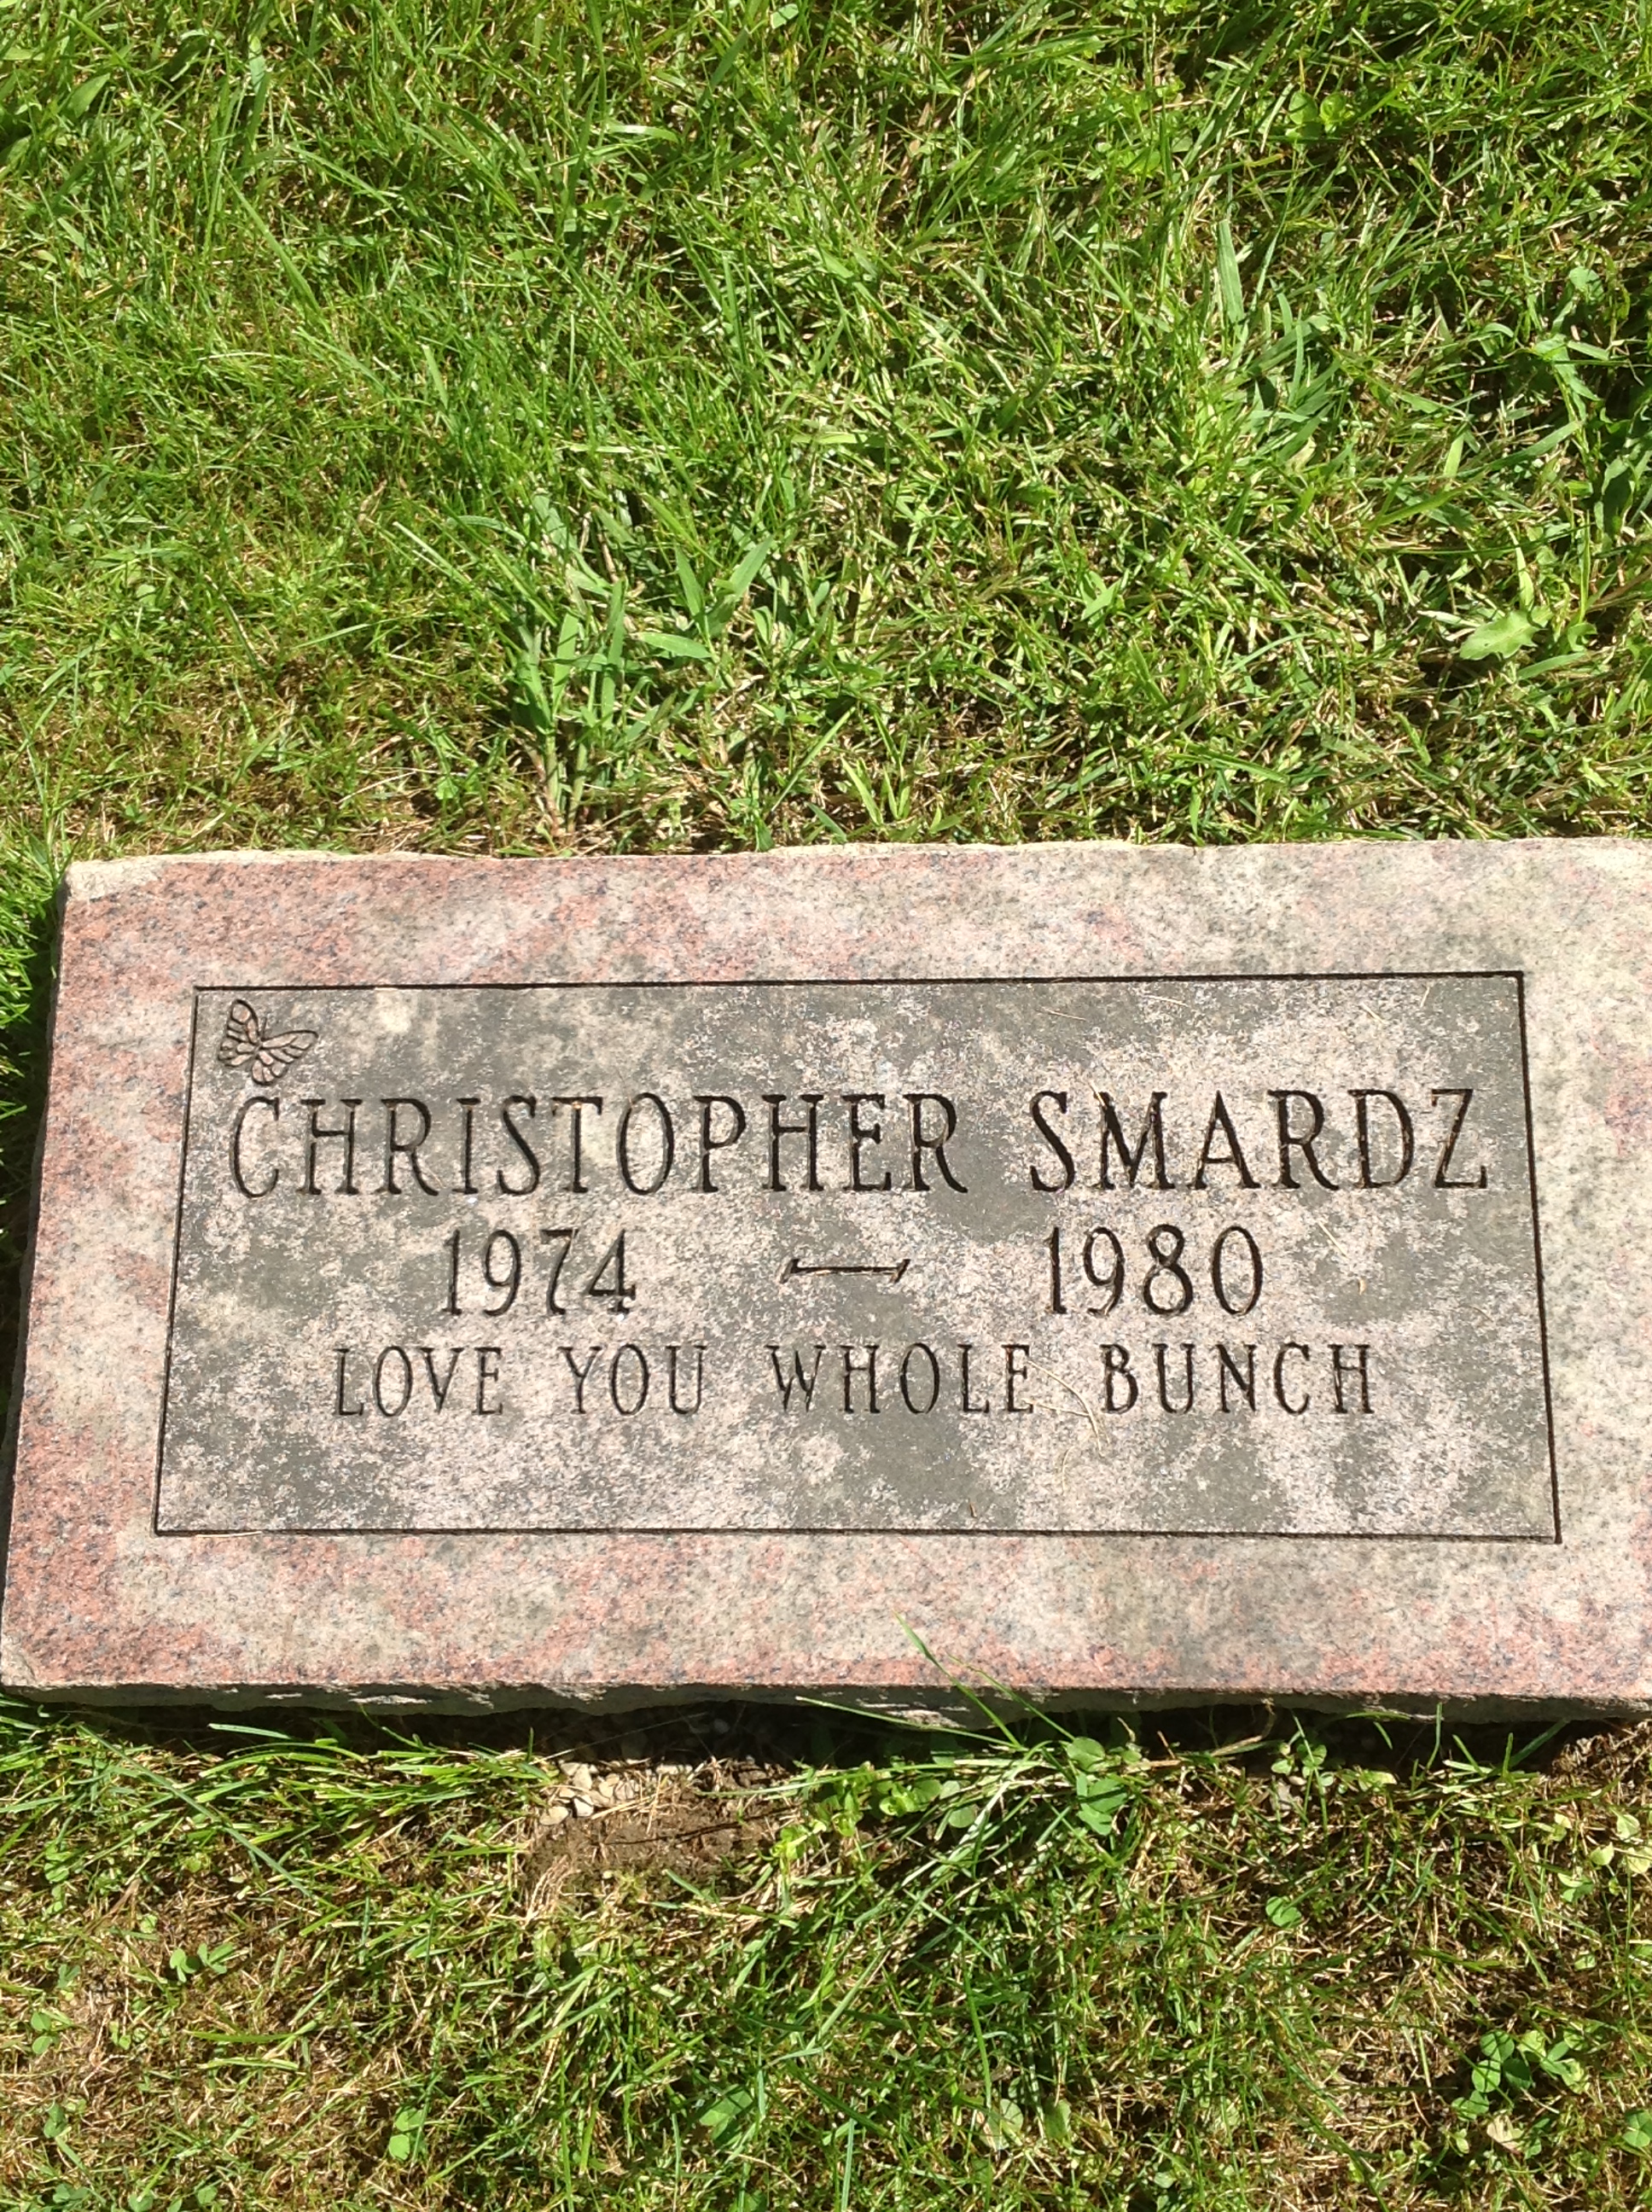 CHRISTOPHER SMARDZ
1974 — 1980
LOVE YOU WHOLE BUNCH